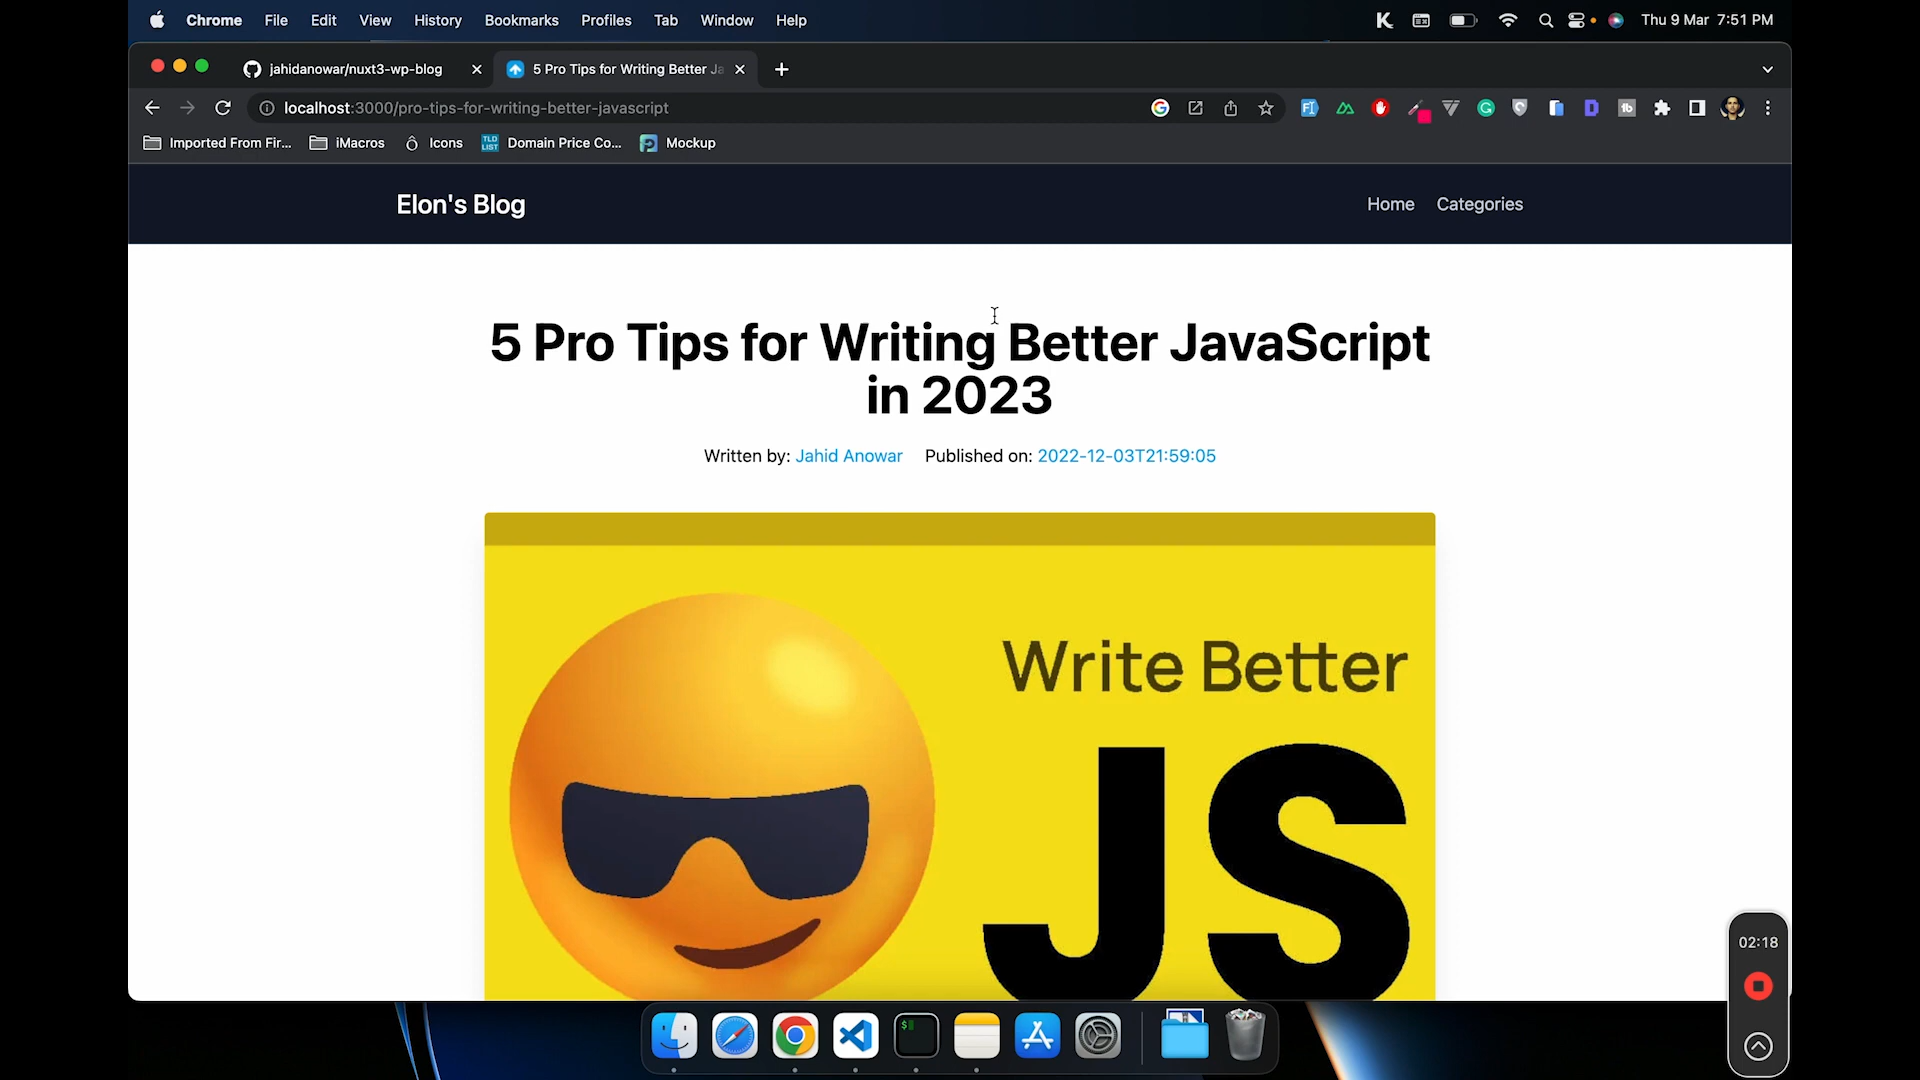 Chrome File Edit View History Bookmarks Profiles Tab Window Help Thu 9 Mar 7:51 PM
jahidanowar/nuxt3-wp-blog 5 Pro Tips for Writing Better Ja
localhost:3000/pro-tips-for-writing-better-javascript
Imported From Fir... iMacros Icons TLD LIST Domain Price Co... Mockup
Elon's Blog Home Categories
5 Pro Tips for Writing Better JavaScript
in 2023
Written by: Jahid Anowar Published on: 2022-12-03T21:59:05
Write Better
JS
02:18